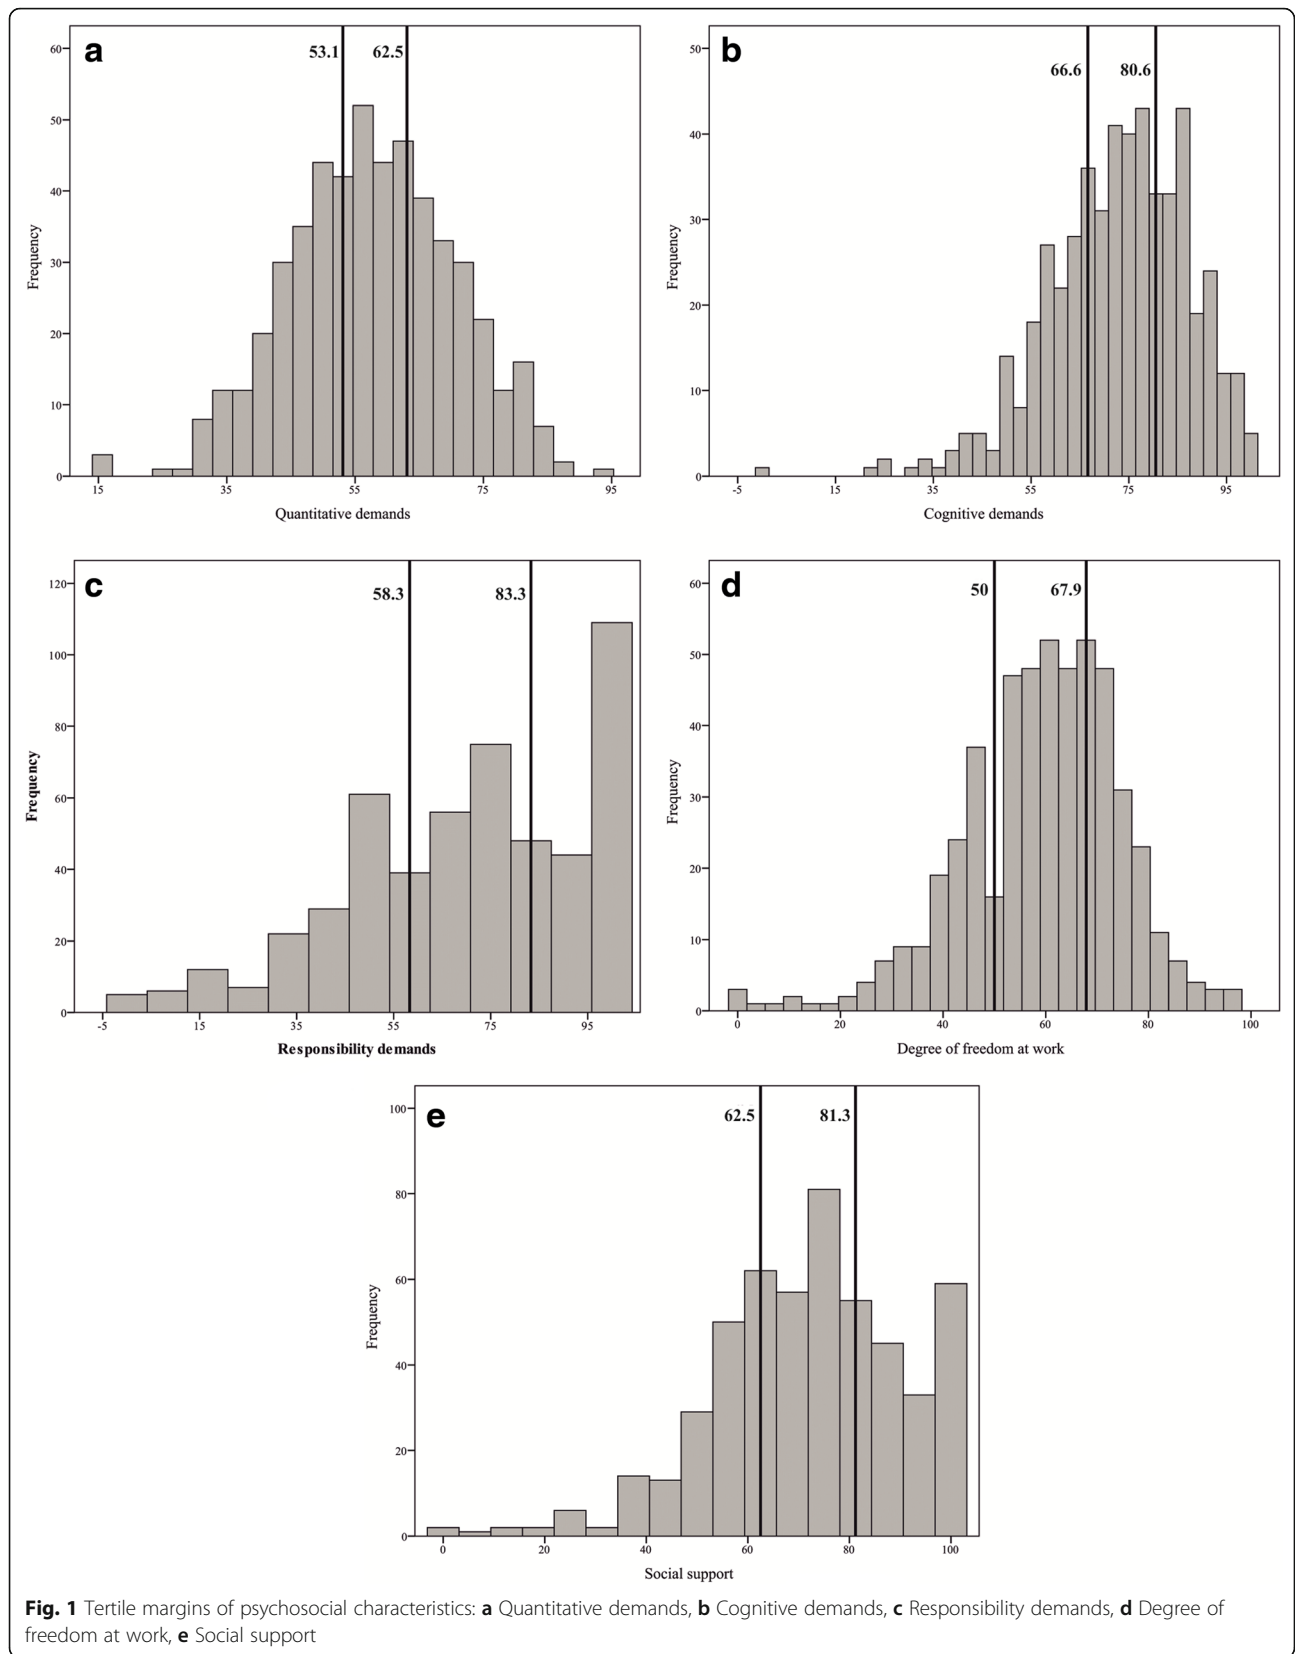 a
53.1 62.5
60
50
40
30
20
10
0
Frequency
15 35 55 75 95
Quantitative demands
b
66.6 80.6
50
40
30
20
10
0
Frequency
-5 15 35 55 75 95
Cognitive demands
c
58.3 83.3
120
100
80
60
40
20
0
Frequency
-5 15 35 55 75 95
Responsibility demands
d
50 67.9
60
50
40
30
20
10
0
Frequency
0 20 40 60 80 100
Degree of freedom at work
e
62.5 81.3
100
80
60
40
20
0
Frequency
0 20 40 60 80 100
Social support
Fig. 1 Tertile margins of psychosocial characteristics: a Quantitative demands, b Cognitive demands, c Responsibility demands, d Degree of
freedom at work, e Social support